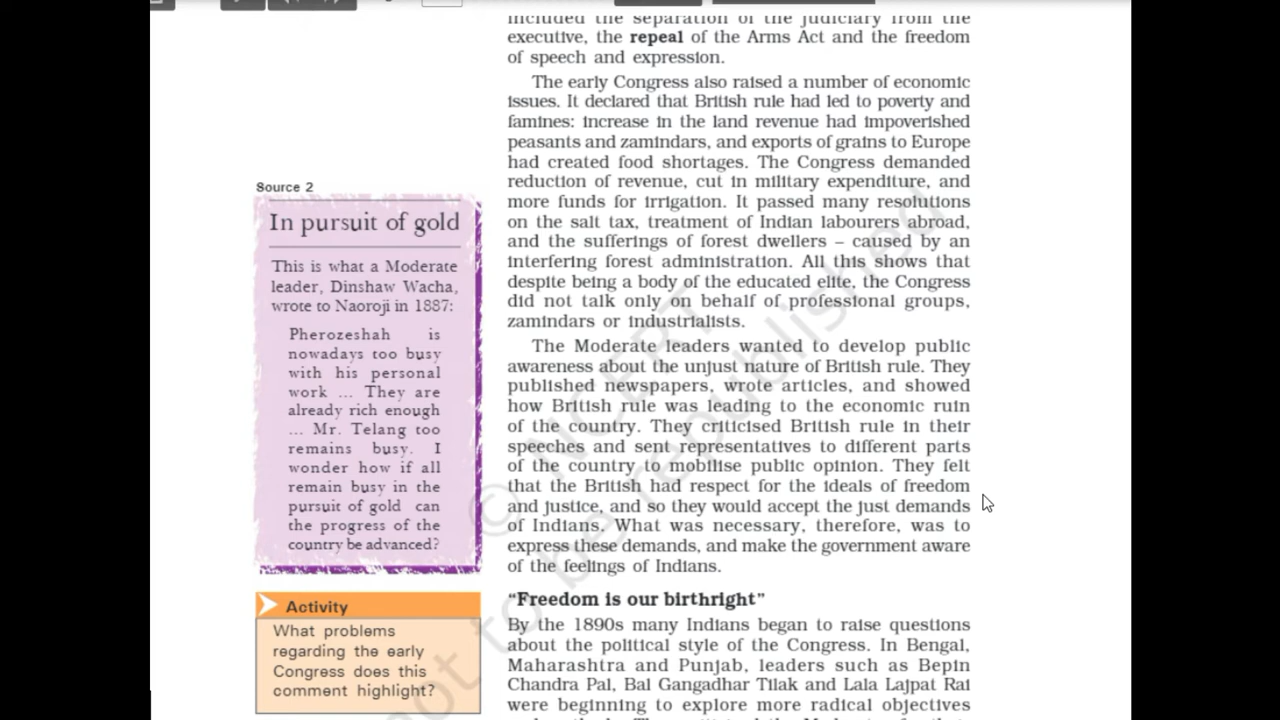 included the separation of the judiciary from the
executive, the repeal of the Arms Act and the freedom
of speech and expression.
The early Congress also raised a number of economic
issues. It declared that British rule had led to poverty and
famines: increase in the land revenue had impoverished
peasants and zamindars, and exports of grains to Europe
had created food shortages. The Congress demanded
reduction of revenue, cut in military expenditure, and
more funds for irrigation. It passed many resolutions
on the salt tax, treatment of Indian labourers abroad,
and the sufferings of forest dwellers – caused by an
interfering forest administration. All this shows that
despite being a body of the educated elite, the Congress
did not talk only on behalf of professional groups,
zamindars or industrialists.
The Moderate leaders wanted to develop public
awareness about the unjust nature of British rule. They
published newspapers, wrote articles, and showed
how British rule was leading to the economic ruin
of the country. They criticised British rule in their
speeches and sent representatives to different parts
of the country to mobilise public opinion. They felt
that the British had respect for the ideals of freedom
and justice, and so they would accept the just demands
of Indians. What was necessary, therefore, was to
express these demands, and make the government aware
of the feelings of Indians.
"Freedom is our birthright"
By the 1890s many Indians began to raise questions
about the political style of the Congress. In Bengal,
Maharashtra and Punjab, leaders such as Bepin
Chandra Pal, Bal Gangadhar Tilak and Lala Lajpat Rai
were beginning to explore more radical objectives
Source 2
In pursuit of gold
This is what a Moderate
leader, Dinshaw Wacha,
wrote to Naoroji in 1887:
Pherozeshah is
nowadays too busy
with his personal
work ... They are
already rich enough
... Mr. Telang too
remains busy. I
wonder how if all
remain busy in the
pursuit of gold can
the progress of the
country be advanced?
Activity
What problems
regarding the early
Congress does this
comment highlight?
© NCERT
not to be republished